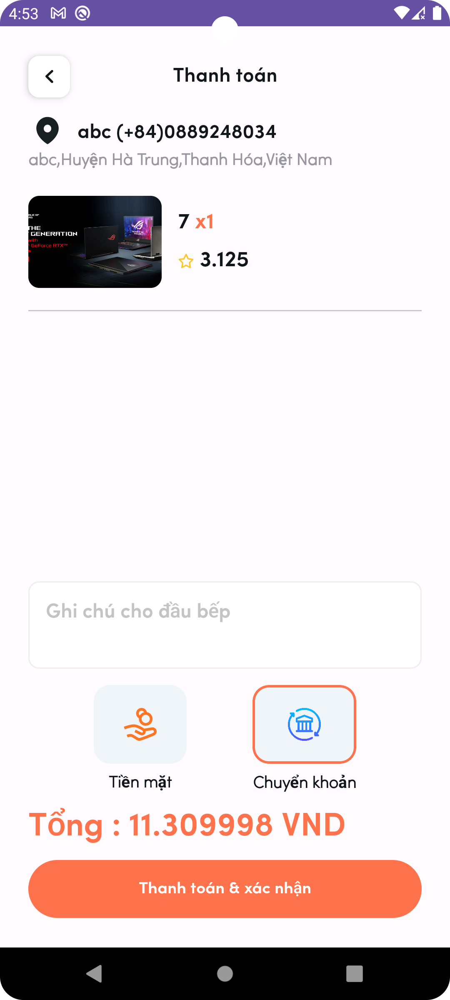 4:53
Thanh toán
abc (+84)0889248034
abc,Huyện Hà Trung,Thanh Hóa,Việt Nam
THE
GENERATION
with
GeForce RTX™
7 x1
3.125
Ghi chú cho đầu bếp
Tiền mặt
Chuyển khoản
Tổng : 11.309998 VND
Thanh toán & xác nhận